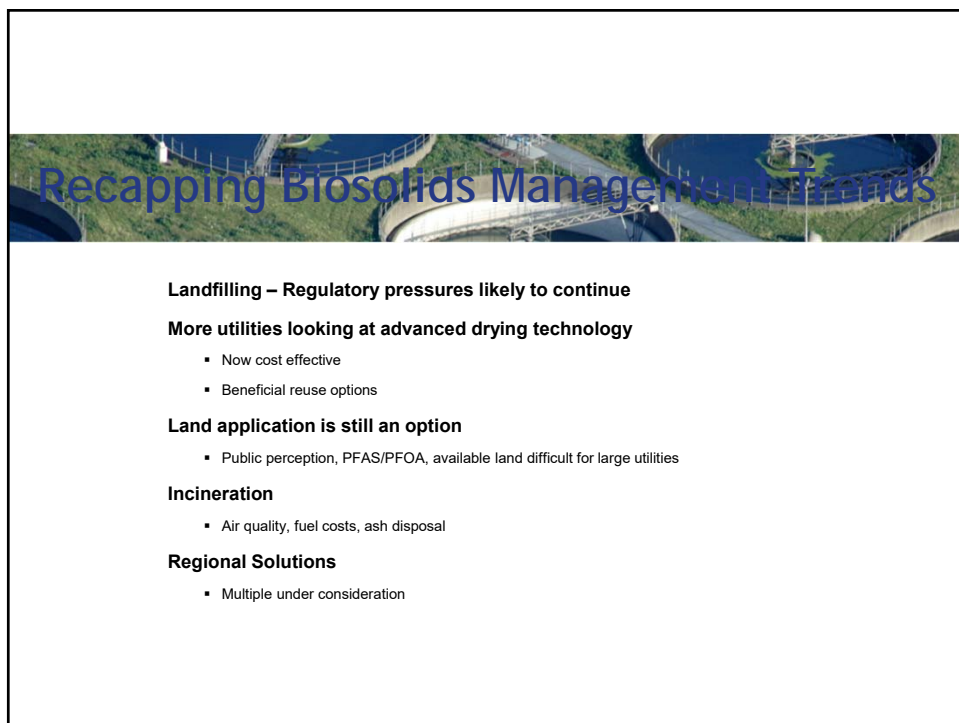 Recapping Biosolids Management Trends
Landfilling – Regulatory pressures likely to continue
More utilities looking at advanced drying technology
▪ Now cost effective
▪ Beneficial reuse options
Land application is still an option
▪ Public perception, PFAS/PFOA, available land difficult for large utilities
Incineration
▪ Air quality, fuel costs, ash disposal
Regional Solutions
▪ Multiple under consideration